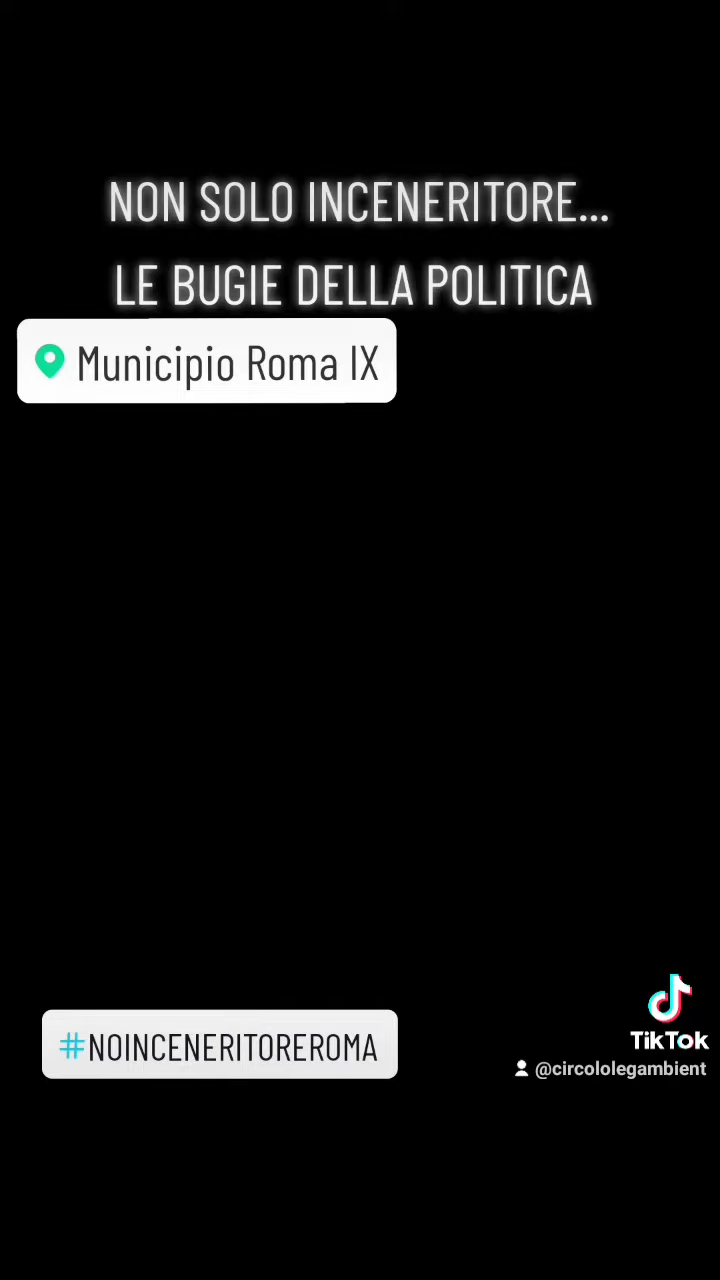 NON SOLO INCENERITORE...
LE BUGIE DELLA POLITICA
Municipio Roma IX
#NOINCENERITOREROMA
TikTok
@circololegambient